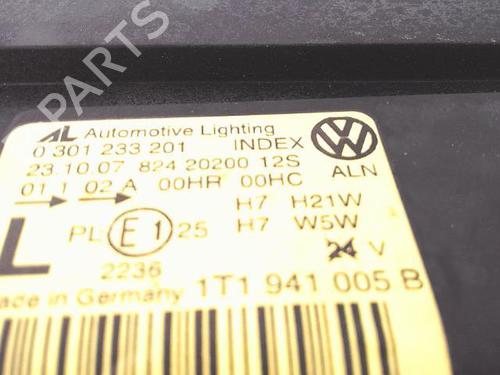 PARTS
AL Automotive Lighting
0 301 233 201 INDEX
23.10.07 824 20200 12S ALN
01 1 02 A 00HR 00HC
H7 H21W
PL E1 25 H7 W5W
L 24 V
2236
Made in Germany 1T1 941 005 B